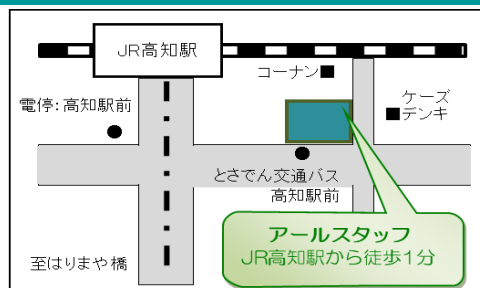 JR高知駅
コーナン■
電停:高知駅前
ケーズ
■デンキ
とさでん交通バス
高知駅前
アールスタッフ
JR高知駅から徒歩1分
至はりまや橋